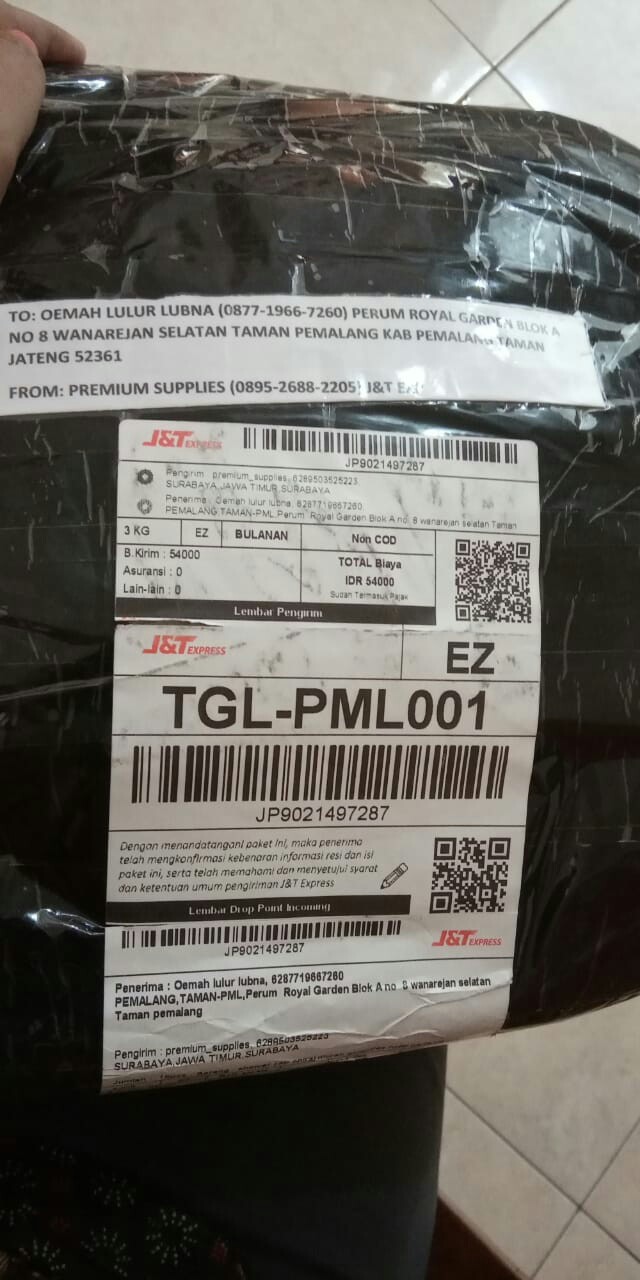 TO: OEMAH LULUR LUBNA (0877-1966-7260) PERUM ROYAL GARDEN BLOK A
NO 8 WANAREJAN SELATAN TAMAN PEMALANG KAB PEMALANG TAMAN
JATENG 52361
FROM: PREMIUM SUPPLIES (0895-2688-2205) J&T
J&T EXPRESS
JP9021497287
Pengirim : premium_supplies, 6289503525223
SURABAYA,JAWA TIMUR,SURABAYA
Penerima : Oemah lulur lubna, 6287719667260
PEMALANG,TAMAN-PML,Perum Royal Garden Blok A no 8 wanarejan selatan Taman
3 KG EZ BULANAN Non COD
B.Kirim : 54000
Asuransi : 0
Lain-lain : 0
TOTAL Biaya
IDR 54000
Sudah Termasuk Pajak
Lembar Pengirim
J&T EXPRESS EZ
TGL-PML001
JP9021497287
Dengan menandatangani paket ini, maka penerima
telah mengkonfirmasi kebenaran informasi resi dan isi
paket ini, serta telah memahami dan menyetujui syarat
dan ketentuan umum pengiriman J&T Express
Lembar Drop Point Incoming
JP9021497287
J&T EXPRESS
Penerima : Oemah lulur lubna, 6287719667260
PEMALANG,TAMAN-PML,Perum Royal Garden Blok A no 8 wanarejan selatan
Taman pemalang
Pengirim : premium_supplies, 6289503525223
SURABAYA,JAWA TIMUR,SURABAYA